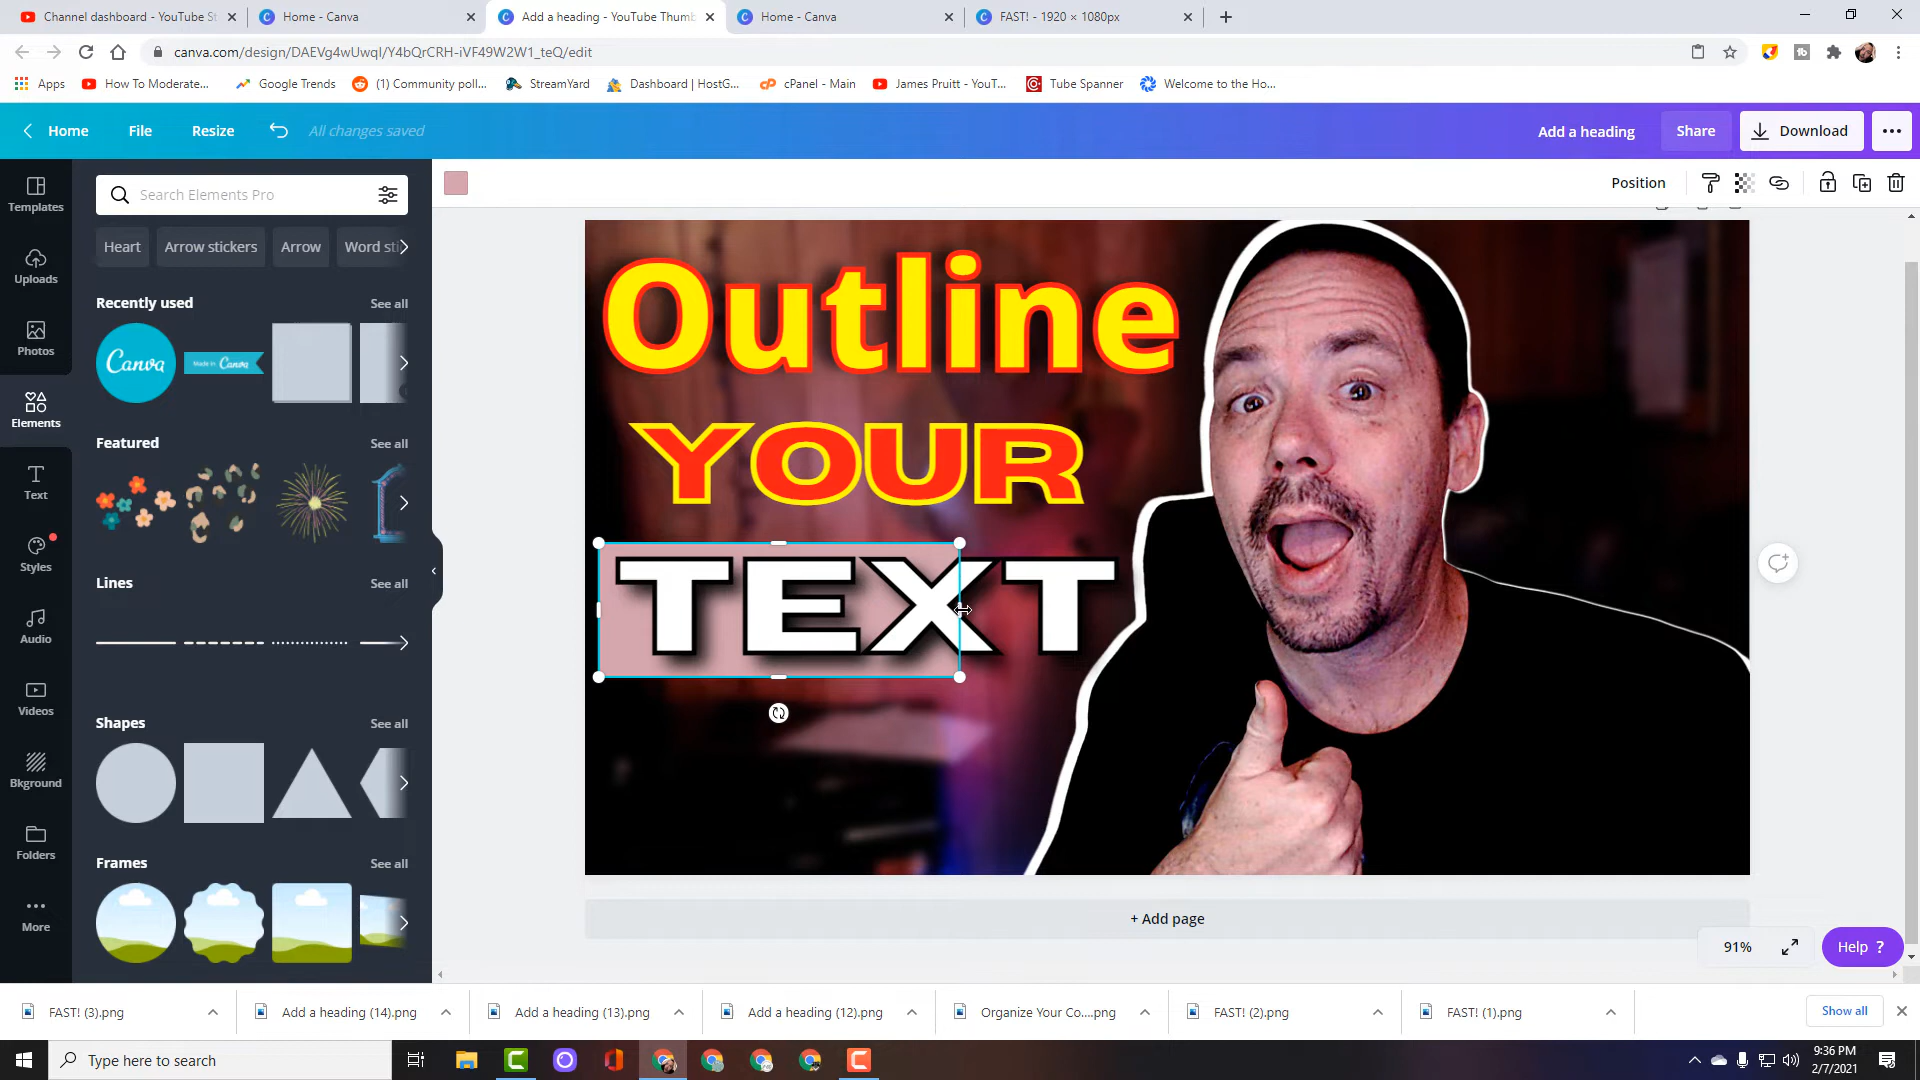 Channel dashboard - YouTube St
Home - Canva
Add a heading - YouTube Thumb
Home - Canva
FAST! - 1920 × 1080px
canva.com/design/DAEVg4wUwqI/Y4bQrCRH-iVF49W2W1_teQ/edit
Apps
How To Moderate...
Google Trends
(1) Community poll...
StreamYard
Dashboard | HostG...
cPanel - Main
James Pruitt - YouT...
Tube Spanner
Welcome to the Ho...
Home
File
Resize
All changes saved
Add a heading
Share
Download
Templates
Uploads
Photos
Elements
Text
Styles
Audio
Videos
Bkground
Folders
More
Search Elements Pro
Heart
Arrow stickers
Arrow
Word sti
Recently used
See all
Canva
Made in Canva
Featured
See all
Lines
See all
Shapes
See all
Frames
See all
Position
Outline
YOUR
TEXT
+ Add page
91%
Help ?
FAST! (3).png
Add a heading (14).png
Add a heading (13).png
Add a heading (12).png
Organize Your Co....png
FAST! (2).png
FAST! (1).png
Show all
Type here to search
9:36 PM
2/7/2021